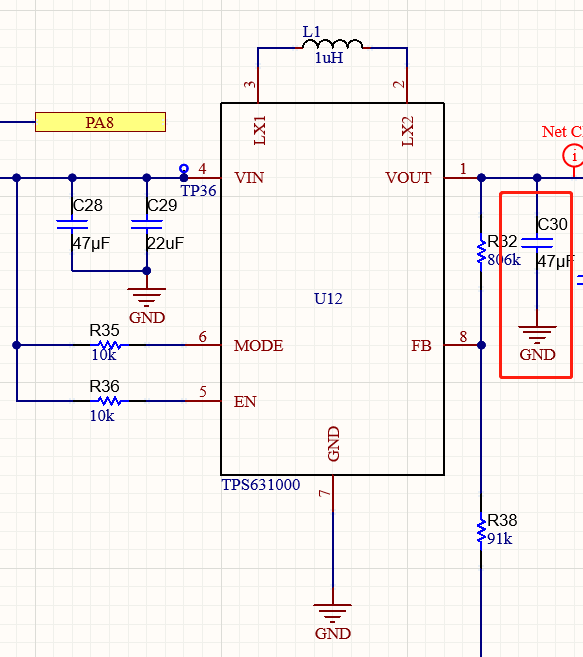 L1
1uH
3
2
LX1
LX2
PA8
Net C
i
4
VIN
VOUT
1
TP36
C28
47µF
C29
22uF
GND
R32
806k
C30
47µF
GND
U12
R35
10k
6
MODE
FB
8
R36
10k
5
EN
GND
TPS631000
7
R38
91k
GND